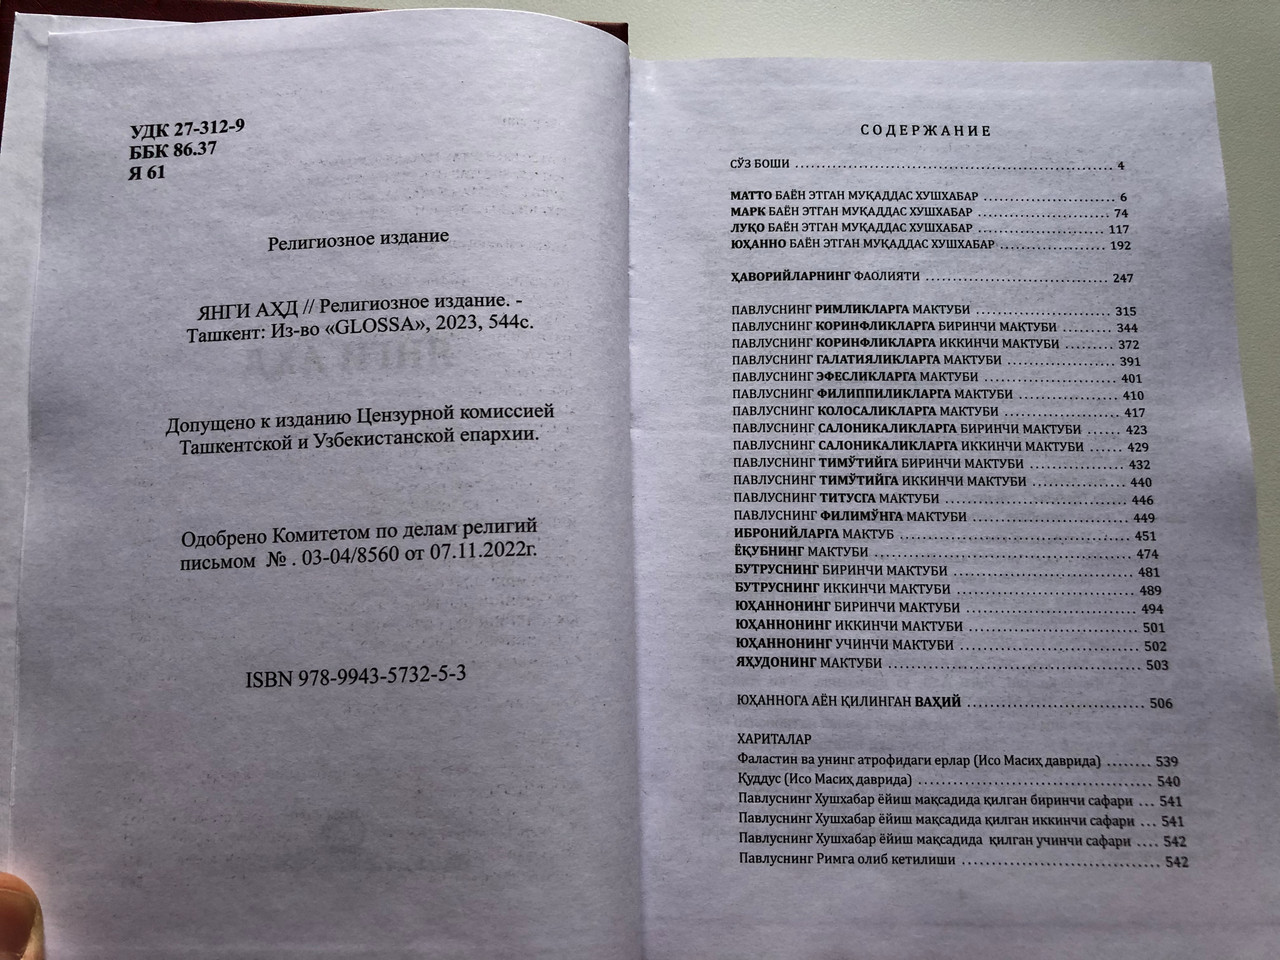 УДК 27-312-9
ББК 86.37
Я 61
Религиозное издание
ЯНГИ АҲД // Религиозное издание. -
Ташкент: Из-во «GLOSSA», 2023, 544с.
Допущено к изданию Цензурной комиссией
Ташкентской и Узбекистанской епархии.
Одобрено Комитетом по делам религий
письмом № . 03-04/8560 от 07.11.2022г.
ISBN 978-9943-5732-5-3
СОДЕРЖАНИЕ
СЎЗ БОШИ ........................................................ 4
МАТТО БАЁН ЭТГАН МУҚАДДАС ХУШХАБАР ....................... 6
МАРК БАЁН ЭТГАН МУҚАДДАС ХУШХАБАР ........................ 74
ЛУҚО БАЁН ЭТГАН МУҚАДДАС ХУШХАБАР ....................... 117
ЮҲАННО БАЁН ЭТГАН МУҚАДДАС ХУШХАБАР ................... 192
ҲАВОРИЙЛАРНИНГ ФАОЛИЯТИ ................................. 247
ПАВЛУСНИНГ РИМЛИКЛАРГА МАКТУБИ ......................... 315
ПАВЛУСНИНГ КОРИНФЛИКЛАРГА БИРИНЧИ МАКТУБИ ......... 344
ПАВЛУСНИНГ КОРИНФЛИКЛАРГА ИККИНЧИ МАКТУБИ ......... 372
ПАВЛУСНИНГ ГАЛАТИЯЛИКЛАРГА МАКТУБИ .................... 391
ПАВЛУСНИНГ ЭФЕСЛИКЛАРГА МАКТУБИ ........................ 401
ПАВЛУСНИНГ ФИЛИППИЛИКЛАРГА МАКТУБИ .................. 410
ПАВЛУСНИНГ КОЛОСАЛИКЛАРГА МАКТУБИ ..................... 417
ПАВЛУСНИНГ САЛОНИКАЛИКЛАРГА БИРИНЧИ МАКТУБИ ...... 423
ПАВЛУСНИНГ САЛОНИКАЛИКЛАРГА ИККИНЧИ МАКТУБИ ...... 429
ПАВЛУСНИНГ ТИМЎТИЙГА БИРИНЧИ МАКТУБИ ................ 432
ПАВЛУСНИНГ ТИМЎТИЙГА ИККИНЧИ МАКТУБИ ................ 440
ПАВЛУСНИНГ ТИТУСГА МАКТУБИ .............................. 446
ПАВЛУСНИНГ ФИЛИМЎНГА МАКТУБИ .......................... 449
ИБРОНИЙЛАРГА МАКТУБ ...................................... 451
ЁҚУБНИНГ МАКТУБИ .......................................... 474
БУТРУСНИНГ БИРИНЧИ МАКТУБИ ............................. 481
БУТРУСНИНГ ИККИНЧИ МАКТУБИ ............................. 489
ЮҲАННОНИНГ БИРИНЧИ МАКТУБИ ............................ 494
ЮҲАННОНИНГ ИККИНЧИ МАКТУБИ ............................ 501
ЮҲАННОНИНГ УЧИНЧИ МАКТУБИ ............................. 502
ЯҲУДОНИНГ МАКТУБИ ........................................ 503
ЮҲАННОГА АЁН ҚИЛИНГАН ВАҲИЙ ............................ 506
ХАРИТАЛАР
Фаластин ва унинг атрофидаги ерлар (Исо Масиҳ даврида) ........ 539
Қуддус (Исо Масиҳ даврида) .................................... 540
Павлуснинг Хушхабар ёйиш мақсадида қилган биринчи сафари ... 541
Павлуснинг Хушхабар ёйиш мақсадида қилган иккинчи сафари ... 541
Павлуснинг Хушхабар ёйиш мақсадида қилган учинчи сафари .... 542
Павлуснинг Римга олиб кетилиши ............................... 542